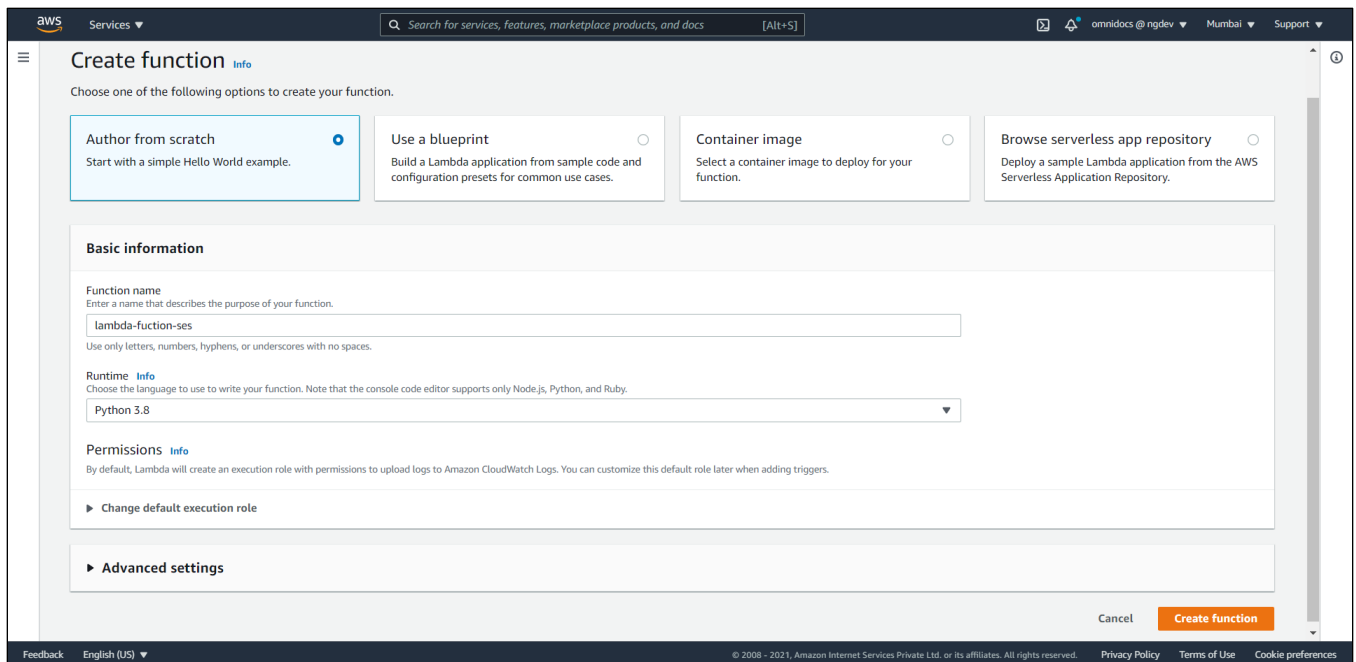 aws
Services
Search for services, features, marketplace products, and docs [Alt+S]
omnidocs @ ngdev
Mumbai
Support
Create function Info
Choose one of the following options to create your function.
Author from scratch
Start with a simple Hello World example.
Use a blueprint
Build a Lambda application from sample code and
configuration presets for common use cases.
Container image
Select a container image to deploy for your
function.
Browse serverless app repository
Deploy a sample Lambda application from the AWS
Serverless Application Repository.
Basic information
Function name
Enter a name that describes the purpose of your function.
lambda-fuction-ses
Use only letters, numbers, hyphens, or underscores with no spaces.
Runtime Info
Choose the language to use to write your function. Note that the console code editor supports only Node.js, Python, and Ruby.
Python 3.8
Permissions Info
By default, Lambda will create an execution role with permissions to upload logs to Amazon CloudWatch Logs. You can customize this default role later when adding triggers.
Change default execution role
Advanced settings
Cancel
Create function
Feedback
English (US)
© 2008 - 2021, Amazon Internet Services Private Ltd. or its affiliates. All rights reserved.
Privacy Policy
Terms of Use
Cookie preferences